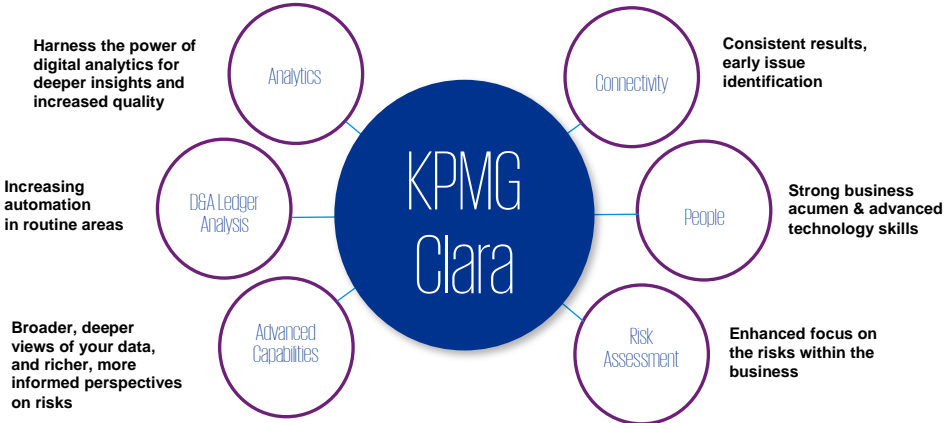 Harness the power of
digital analytics for
deeper insights and
increased quality
Analytics
Connectivity
Consistent results,
early issue
identification
KPMG
Clara
Increasing
automation
in routine areas
D&A Ledger
Analysis
People
Strong business
acumen & advanced
technology skills
Broader, deeper
views of your data,
and richer, more
informed perspectives
on risks
Advanced
Capabilities
Risk
Assessment
Enhanced focus on
the risks within the
business